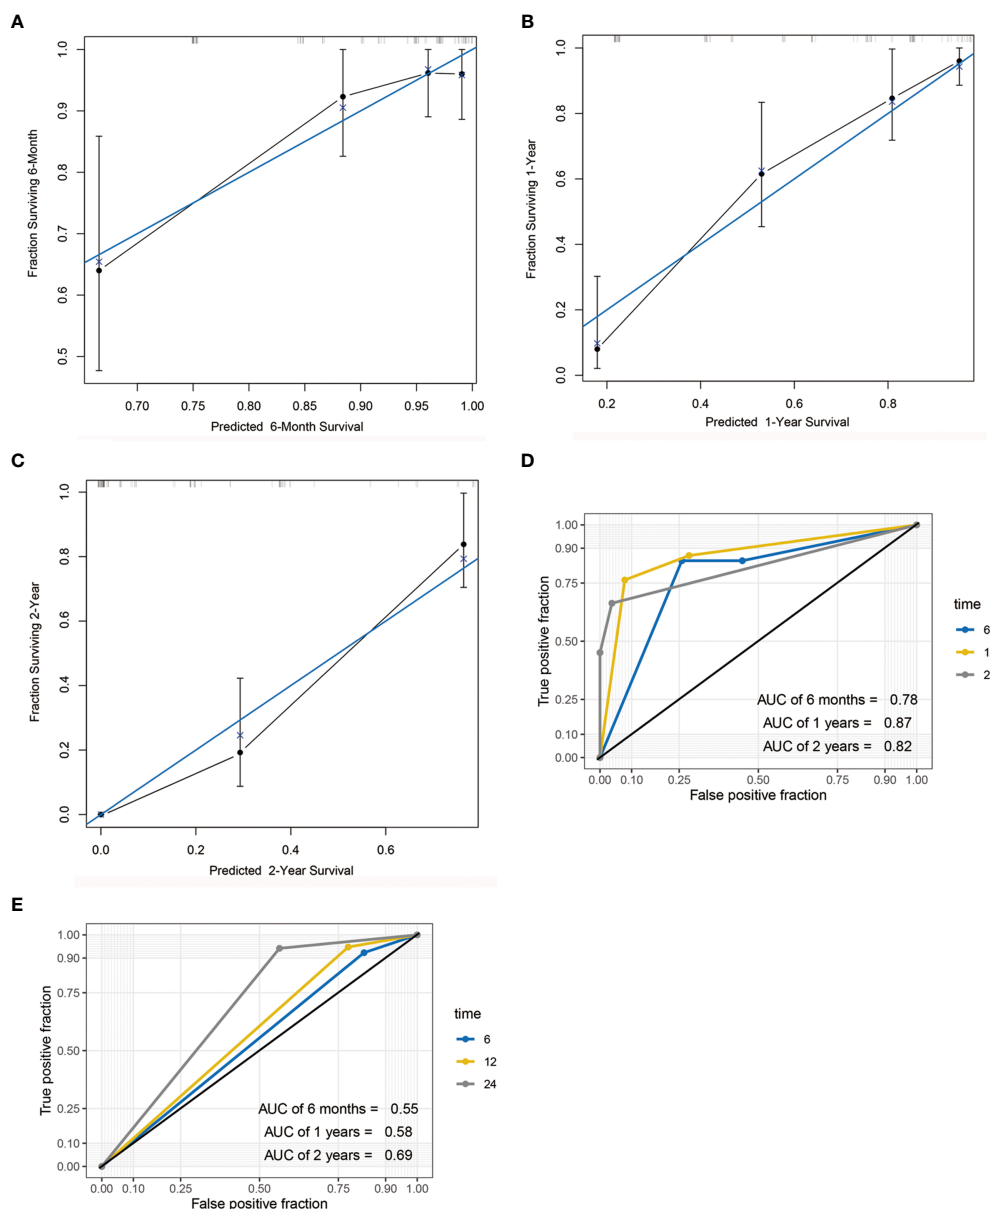 A
Fraction Surviving 6-Month
1.0
0.9
0.8
0.7
0.6
0.5
0.70 0.75 0.80 0.85 0.90 0.95 1.00
Predicted 6-Month Survival
B
Fraction Surviving 1-Year
1.0
0.8
0.6
0.4
0.2
0.0
0.2 0.4 0.6 0.8
Predicted 1-Year Survival
C
Fraction Surviving 2-Year
1.0
0.8
0.6
0.4
0.2
0.0
0.0 0.2 0.4 0.6
Predicted 2-Year Survival
D
True positive fraction
1.00
0.90
0.75
0.50
0.25
0.10
0.00
AUC of 6 months = 0.78
AUC of 1 years = 0.87
AUC of 2 years = 0.82
0.00 0.10 0.25 0.50 0.75 0.90 1.00
False positive fraction
time
6
1
2
E
True positive fraction
1.00
0.90
0.75
0.50
0.25
0.10
0.00
AUC of 6 months = 0.55
AUC of 1 years = 0.58
AUC of 2 years = 0.69
0.00 0.10 0.25 0.50 0.75 0.90 1.00
False positive fraction
time
6
12
24